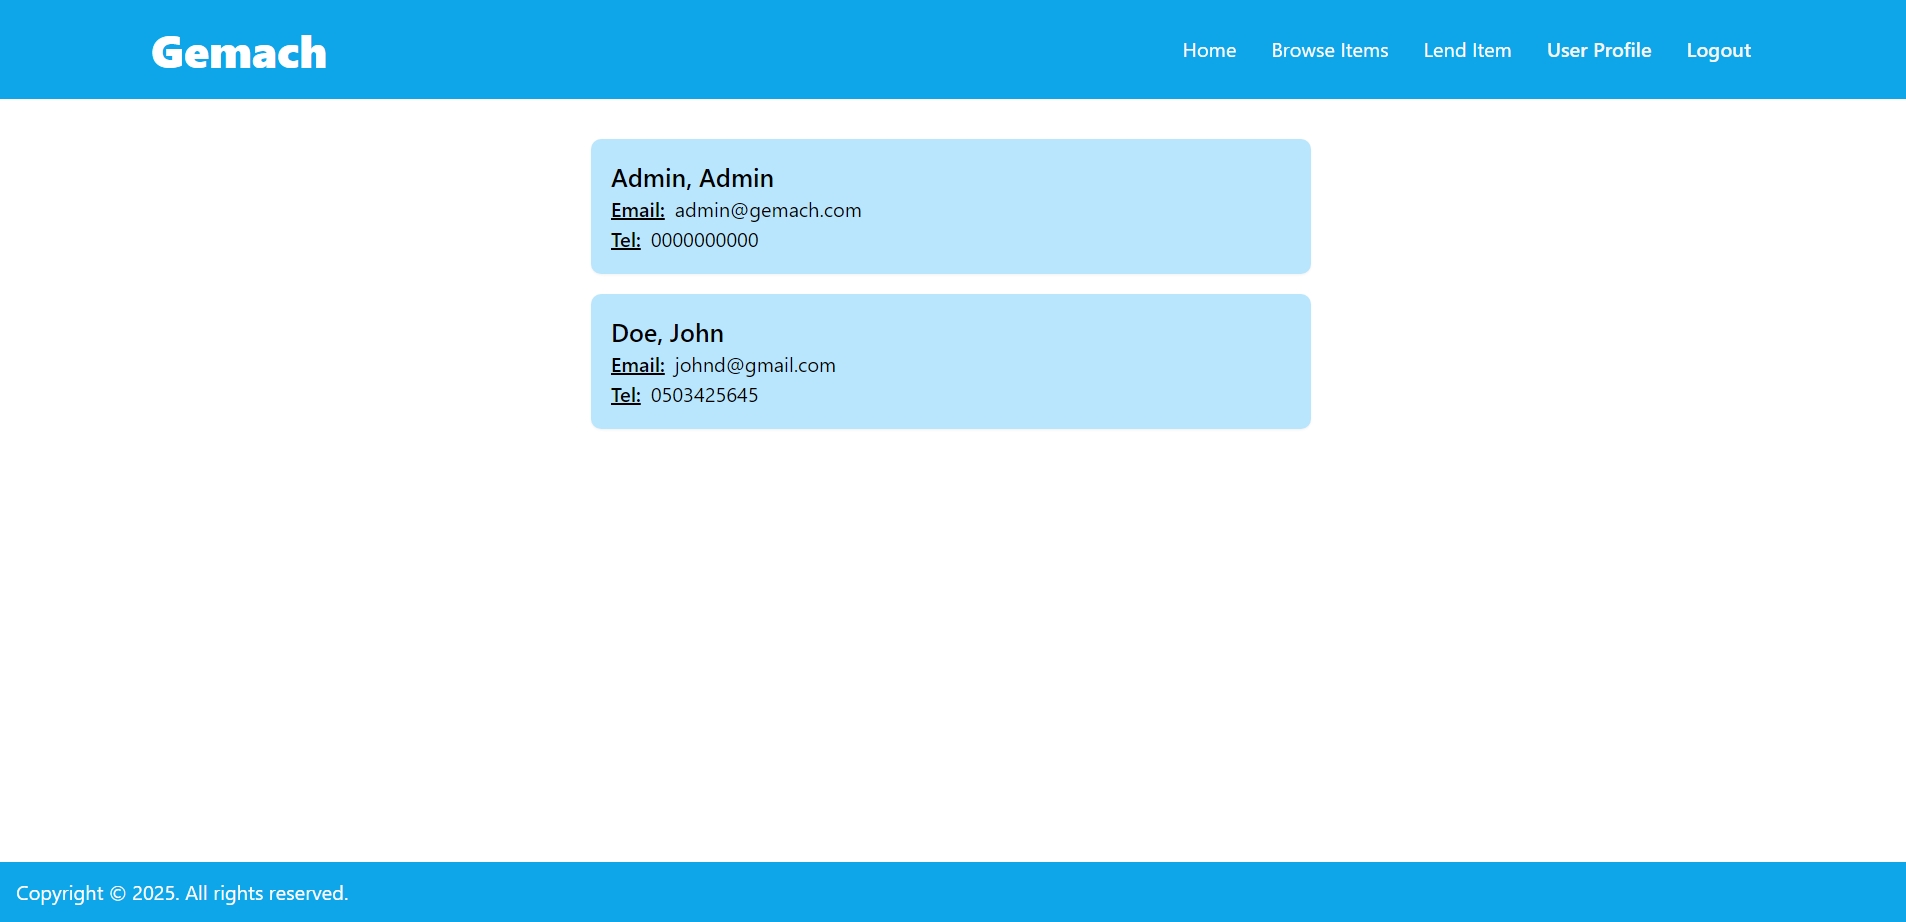 Gemach
Home Browse Items Lend Item User Profile Logout
Admin, Admin
Email: admin@gemach.com
Tel: 0000000000
Doe, John
Email: johnd@gmail.com
Tel: 0503425645
Copyright © 2025. All rights reserved.